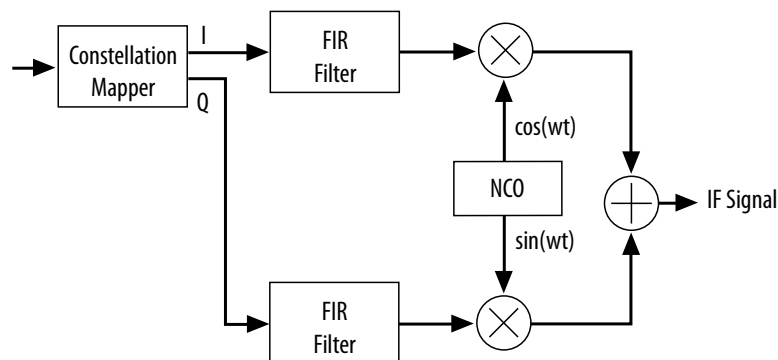 Constellation
Mapper
I
Q
FIR
Filter
cos(wt)
NCO
sin(wt)
IF Signal
FIR
Filter